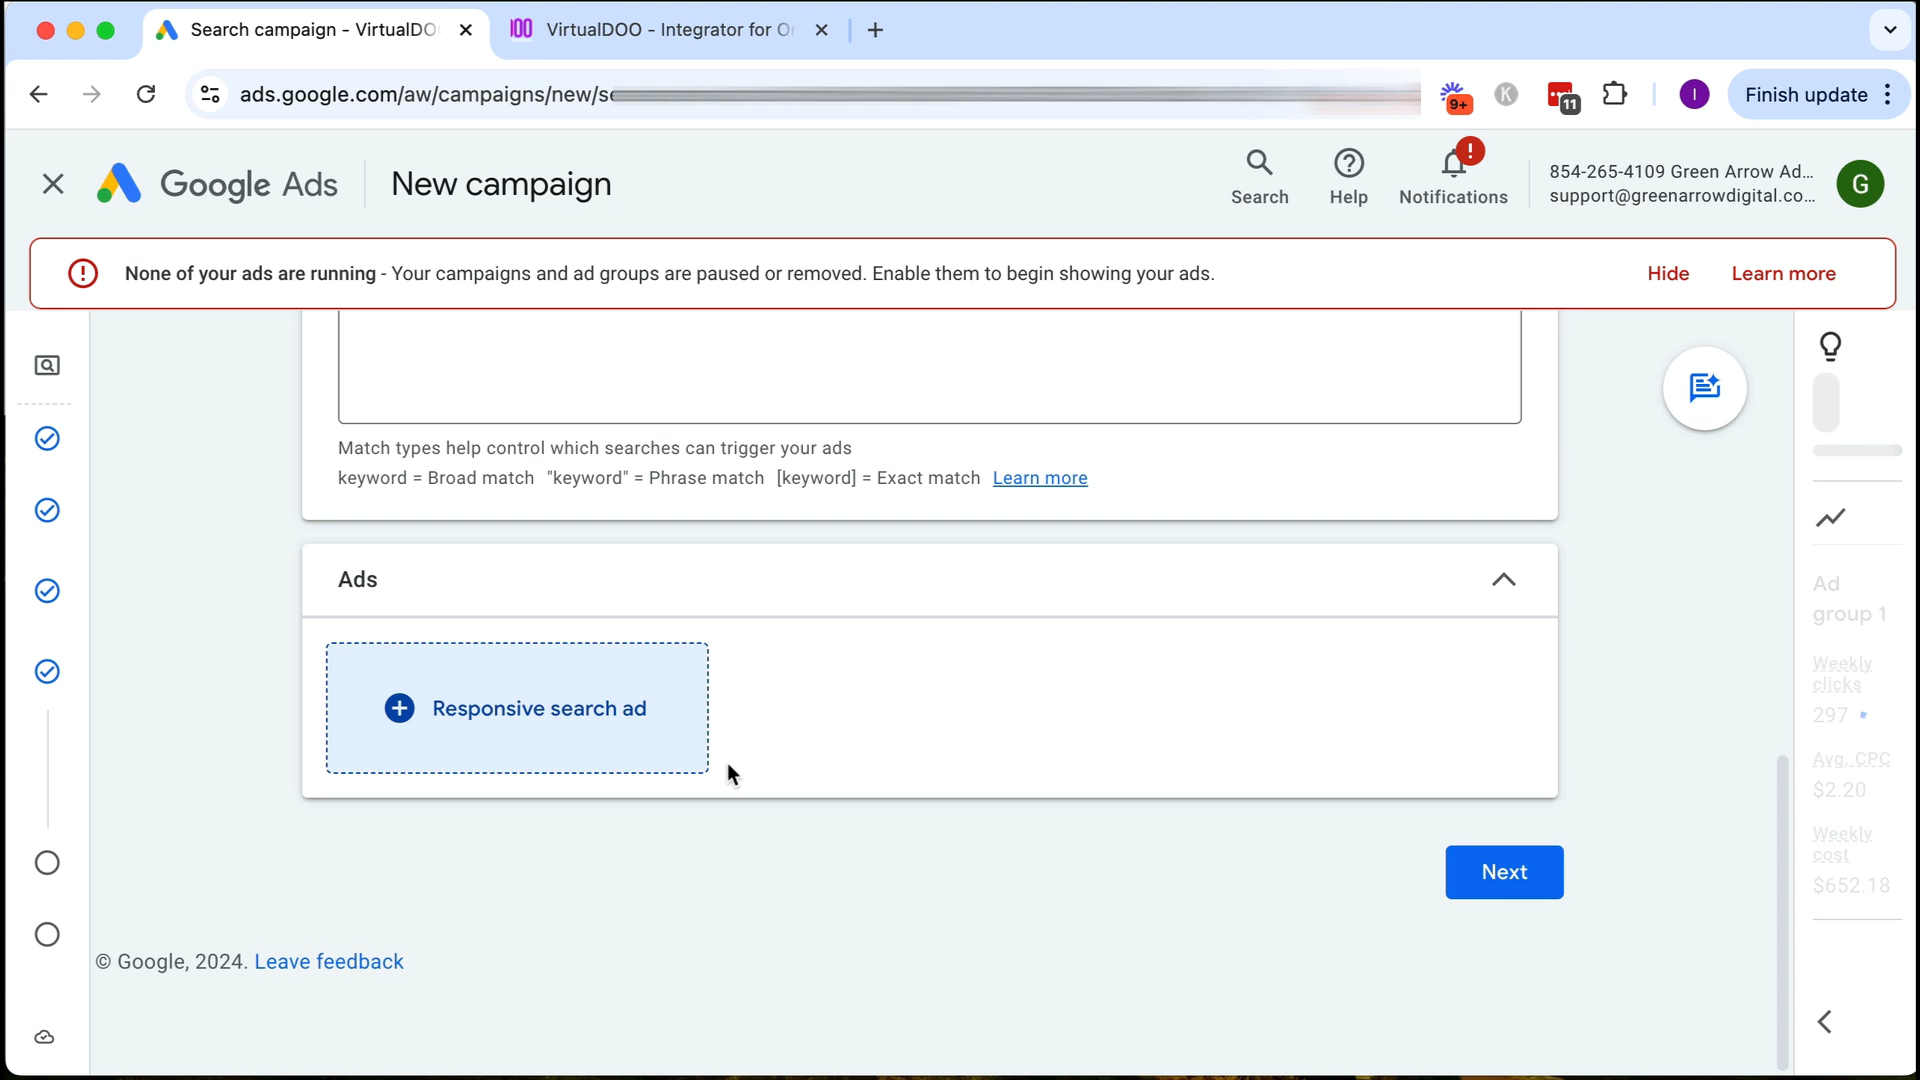 Search campaign - VirtualDO
VirtualDOO - Integrator for O
ads.google.com/aw/campaigns/new/se
9+
K
11
I
Finish update
Google Ads
New campaign
Search
Help
Notifications
854-265-4109 Green Arrow Ad...
support@greenarrowdigital.co...
G
None of your ads are running - Your campaigns and ad groups are paused or removed. Enable them to begin showing your ads.
Hide
Learn more
Match types help control which searches can trigger your ads
keyword = Broad match "keyword" = Phrase match [keyword] = Exact match Learn more
Ads
Responsive search ad
Next
© Google, 2024. Leave feedback
Ad
group 1
Weekly
clicks
297
Avg. CPC
$2.20
Weekly
cost
$652.18